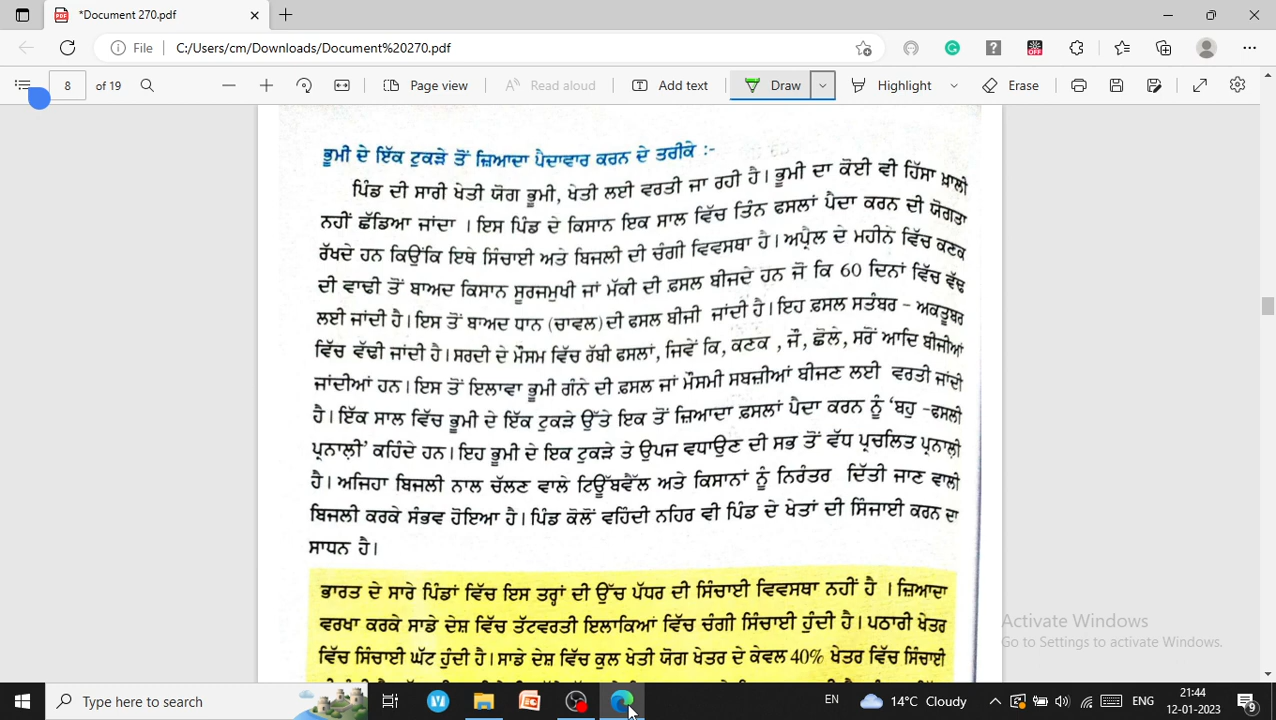 *Document 270.pdf
File C:/Users/cm/Downloads/Document%20270.pdf
8 of 19 Page view Read aloud Add text Draw Highlight Erase
ਭੂਮੀ ਦੇ ਇੱਕ ਟੁਕੜੇ ਤੋਂ ਜ਼ਿਆਦਾ ਪੈਦਾਵਾਰ ਕਰਨ ਦੇ ਤਰੀਕੇ :-
ਪਿੰਡ ਦੀ ਸਾਰੀ ਖੇਤੀ ਯੋਗ ਭੂਮੀ, ਖੇਤੀ ਲਈ ਵਰਤੀ ਜਾ ਰਹੀ ਹੈ। ਭੂਮੀ ਦਾ ਕੋਈ ਵੀ ਹਿੱਸਾ ਖ਼ਾਲੀ
ਨਹੀਂ ਛੱਡਿਆ ਜਾਂਦਾ । ਇਸ ਪਿੰਡ ਦੇ ਕਿਸਾਨ ਇਕ ਸਾਲ ਵਿੱਚ ਤਿੰਨ ਫਸਲਾਂ ਪੈਦਾ ਕਰਨ ਦੀ ਯੋਗਤਾ
ਰੱਖਦੇ ਹਨ ਕਿਉਂਕਿ ਇਥੇ ਸਿੰਚਾਈ ਅਤੇ ਬਿਜਲੀ ਦੀ ਚੰਗੀ ਵਿਵਸਥਾ ਹੈ। ਅਪ੍ਰੈਲ ਦੇ ਮਹੀਨੇ ਵਿੱਚ ਕਣਕ
ਦੀ ਵਾਢੀ ਤੋਂ ਬਾਅਦ ਕਿਸਾਨ ਸੂਰਜਮੁਖੀ ਜਾਂ ਮੱਕੀ ਦੀ ਫ਼ਸਲ ਬੀਜਦੇ ਹਨ ਜੋ ਕਿ 60 ਦਿਨਾਂ ਵਿੱਚ ਵੱਢ
ਲਈ ਜਾਂਦੀ ਹੈ। ਇਸ ਤੋਂ ਬਾਅਦ ਧਾਨ (ਚਾਵਲ) ਦੀ ਫਸਲ ਬੀਜੀ ਜਾਂਦੀ ਹੈ। ਇਹ ਫ਼ਸਲ ਸਤੰਬਰ - ਅਕਤੂਬਰ
ਵਿੱਚ ਵੱਢੀ ਜਾਂਦੀ ਹੈ। ਸਰਦੀ ਦੇ ਮੌਸਮ ਵਿੱਚ ਰੱਬੀ ਫਸਲਾਂ, ਜਿਵੇਂ ਕਿ, ਕਣਕ , ਜੌਂ, ਛੋਲੇ, ਸਰੋਂ ਆਦਿ ਬੀਜੀਆਂ
ਜਾਂਦੀਆਂ ਹਨ। ਇਸ ਤੋਂ ਇਲਾਵਾ ਭੂਮੀ ਗੰਨੇ ਦੀ ਫ਼ਸਲ ਜਾਂ ਮੌਸਮੀ ਸਬਜ਼ੀਆਂ ਬੀਜਣ ਲਈ ਵਰਤੀ ਜਾਂਦੀ
ਹੈ। ਇੱਕ ਸਾਲ ਵਿੱਚ ਭੂਮੀ ਦੇ ਇੱਕ ਟੁਕੜੇ ਉੱਤੇ ਇਕ ਤੋਂ ਜ਼ਿਆਦਾ ਫ਼ਸਲਾਂ ਪੈਦਾ ਕਰਨ ਨੂੰ ‘ਬਹੁ -ਫਸਲੀ
ਪ੍ਰਨਾਲੀ’ ਕਹਿੰਦੇ ਹਨ। ਇਹ ਭੂਮੀ ਦੇ ਇਕ ਟੁਕੜੇ ਤੇ ਉਪਜ ਵਧਾਉਣ ਦੀ ਸਭ ਤੋਂ ਵੱਧ ਪ੍ਰਚਲਿਤ ਪ੍ਰਨਾਲ਼ੀ
ਹੈ। ਅਜਿਹਾ ਬਿਜਲੀ ਨਾਲ ਚੱਲਣ ਵਾਲੇ ਟਿਊੱਬਵੈੱਲ ਅਤੇ ਕਿਸਾਨਾਂ ਨੂੰ ਨਿਰੰਤਰ ਦਿੱਤੀ ਜਾਣ ਵਾਲੀ
ਬਿਜਲੀ ਕਰਕੇ ਸੰਭਵ ਹੋਇਆ ਹੈ। ਪਿੰਡ ਕੋਲੋਂ ਵਹਿੰਦੀ ਨਹਿਰ ਵੀ ਪਿੰਡ ਦੇ ਖੇਤਾਂ ਦੀ ਸਿੰਜਾਈ ਕਰਨ ਦਾ
ਸਾਧਨ ਹੈ।
ਭਾਰਤ ਦੇ ਸਾਰੇ ਪਿੰਡਾਂ ਵਿੱਚ ਇਸ ਤਰ੍ਹਾਂ ਦੀ ਉੱਚ ਪੱਧਰ ਦੀ ਸਿੰਚਾਈ ਵਿਵਸਥਾ ਨਹੀਂ ਹੈ । ਜ਼ਿਆਦਾ
ਵਰਖਾ ਕਰਕੇ ਸਾਡੇ ਦੇਸ਼ ਵਿੱਚ ਤੱਟਵਰਤੀ ਇਲਾਕਿਆਂ ਵਿੱਚ ਚੰਗੀ ਸਿੰਚਾਈ ਹੁੰਦੀ ਹੈ। ਪਠਾਰੀ ਖੇਤਰ
ਵਿੱਚ ਸਿੰਚਾਈ ਘੱਟ ਹੁੰਦੀ ਹੈ। ਸਾਡੇ ਦੇਸ਼ ਵਿੱਚ ਕੁਲ ਖੇਤੀ ਯੋਗ ਖੇਤਰ ਦੇ ਕੇਵਲ 40% ਖੇਤਰ ਵਿੱਚ ਸਿੰਚਾਈ
Activate Windows
Go to Settings to activate Windows.
Type here to search EN 14°C Cloudy ENG 21:44
12-01-2023